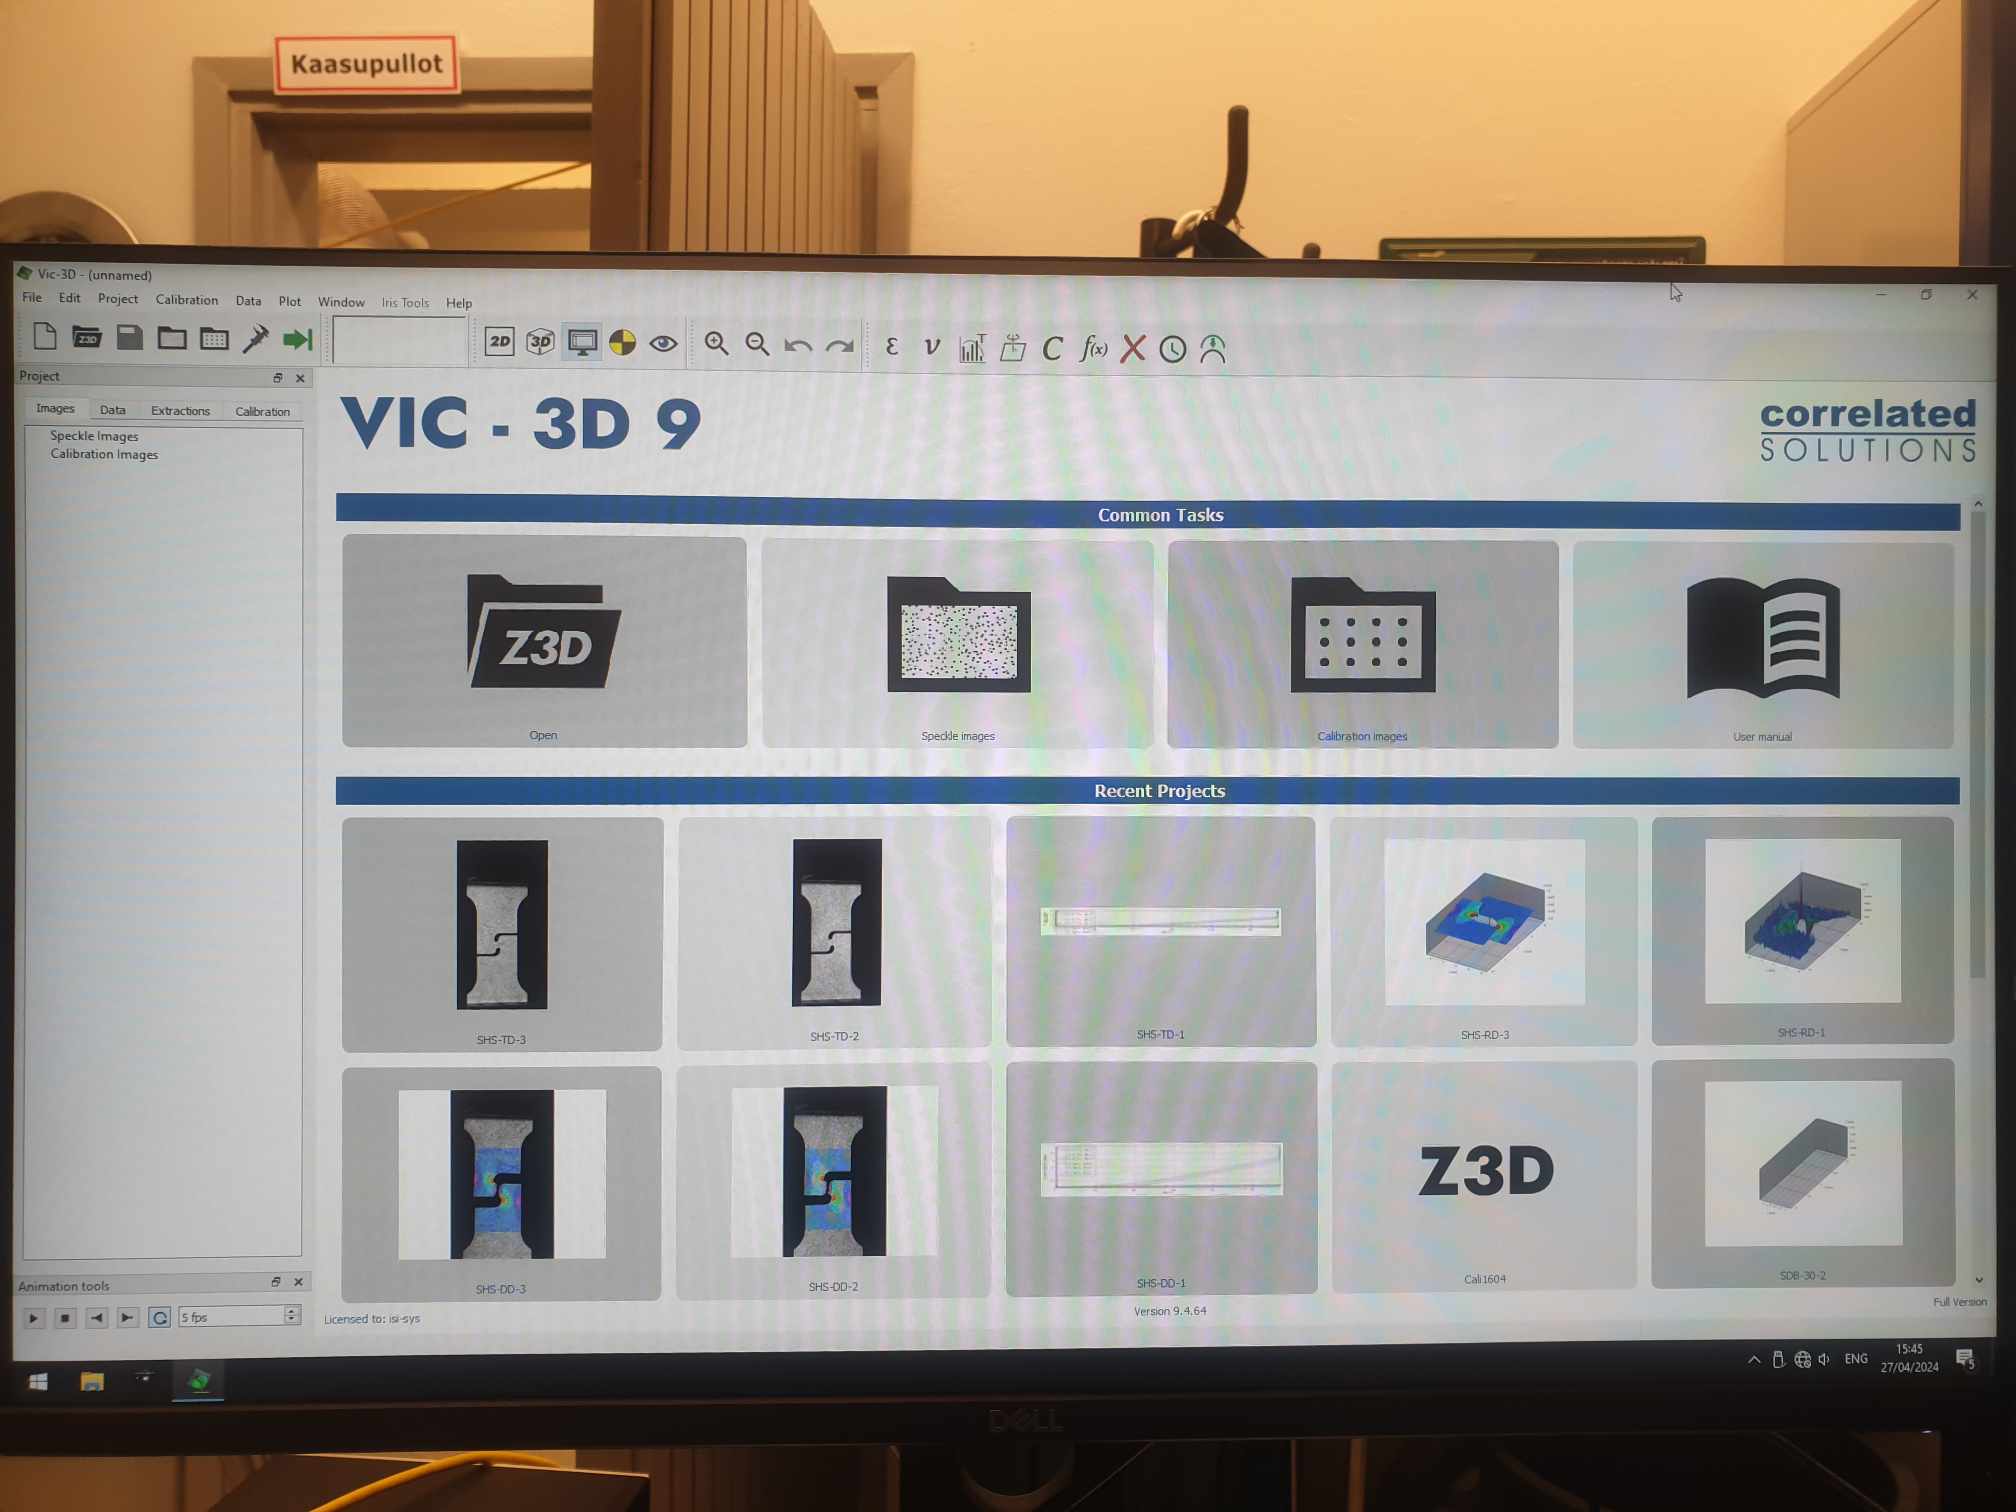 Kaasupullot
Vic-3D - (unnamed)
File Edit Project Calibration Data Plot Window Iris Tools Help
Z3D
2D 3D
ε ν C f(x)
Project
Images Data Extractions Calibration
Speckle Images
Calibration Images
VIC - 3D 9
correlated
SOLUTIONS
Common Tasks
Z3D
Open Speckle images Calibration images User manual
Recent Projects
SHS-TD-3 SHS-TD-2 SHS-TD-1 SHS-RD-3 SHS-RD-1
Z3D
SHS-DD-3 SHS-DD-2 SHS-DD-1 Cali1604 SDB-30-2
Animation tools
5 fps
Licensed to: isi-sys
Version 9.4.64
Full Version
ENG
15:45
27/04/2024
5
DELL